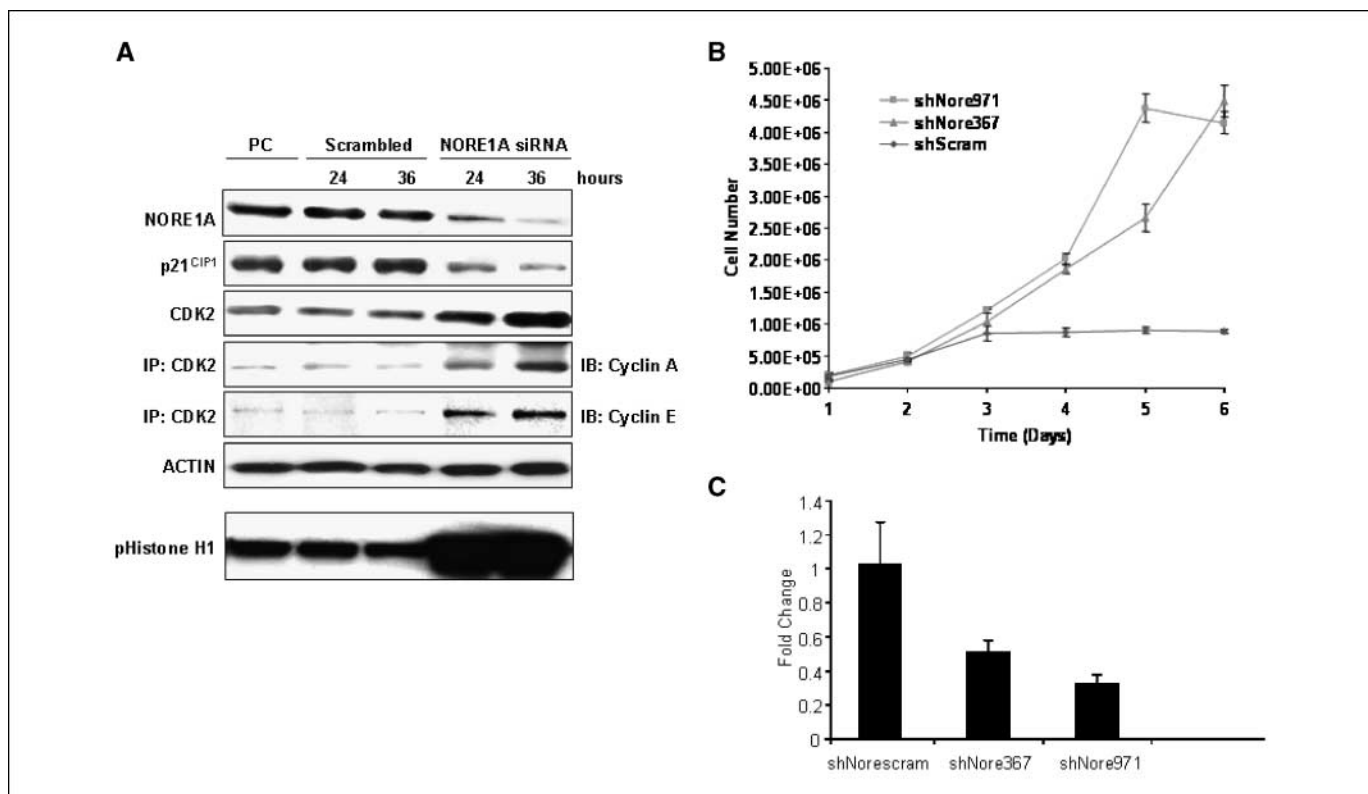 A
PC Scrambled NORE1A siRNA
24 36 24 36 hours
NORE1A
p21CIP1
CDK2
IP: CDK2 IB: Cyclin A
IP: CDK2 IB: Cyclin E
ACTIN
pHistone H1
B
5.00E+06
4.50E+06
4.00E+06
3.50E+06
3.00E+06
2.50E+06
2.00E+06
1.50E+06
1.00E+06
5.00E+05
0.00E+00
Cell Number
shNore971
shNore367
shScram
1 2 3 4 5 6
Time (Days)
C
1.4
1.2
1
0.8
0.6
0.4
0.2
0
Fold Change
shNorescram shNore367 shNore971